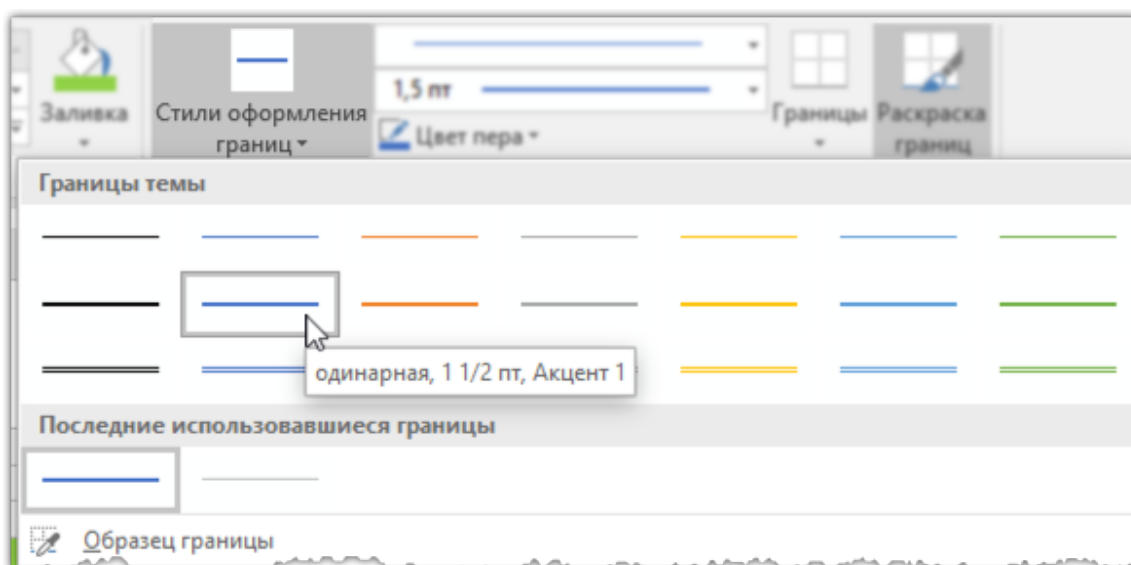 Заливка
Стили оформления
границ
1,5 пт
Цвет пера
Границы
Раскраска
границ
Границы темы
одинарная, 1 1/2 пт, Акцент 1
Последние использовавшиеся границы
Образец границы